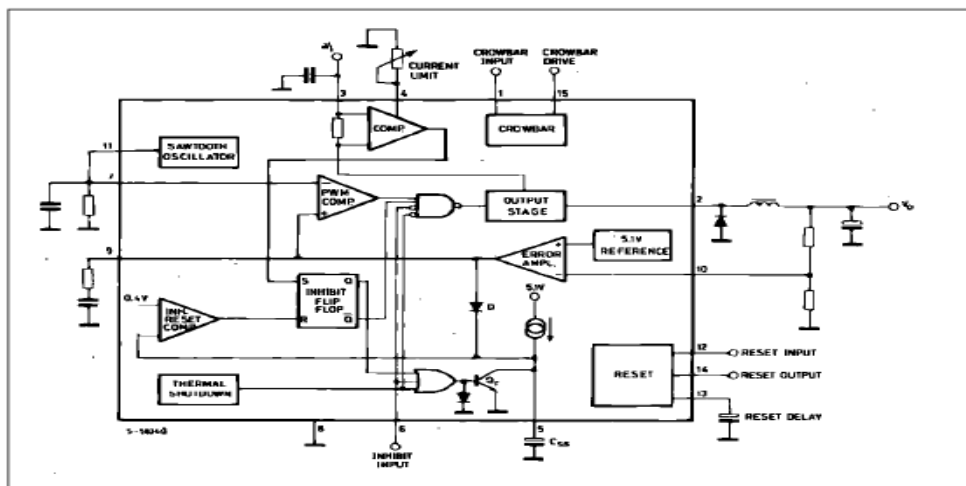 CROWBAR INPUT
CROWBAR DRIVE
CURRENT LIMIT
3
4
1
15
COMP.
CROWBAR
11
SAWTOOTH OSCILLATOR
7
PWM COMP
OUTPUT STAGE
2
5.1V REFERENCE
ERROR AMPL.
9
10
S
Q
INHIBIT FLIP FLOP
R
Q
D
5.1V
0.4V
INH. RESET COMP
RESET
12
RESET INPUT
14
RESET OUTPUT
13
RESET DELAY
THERMAL SHUTDOWN
8
6
5
INHIBIT INPUT